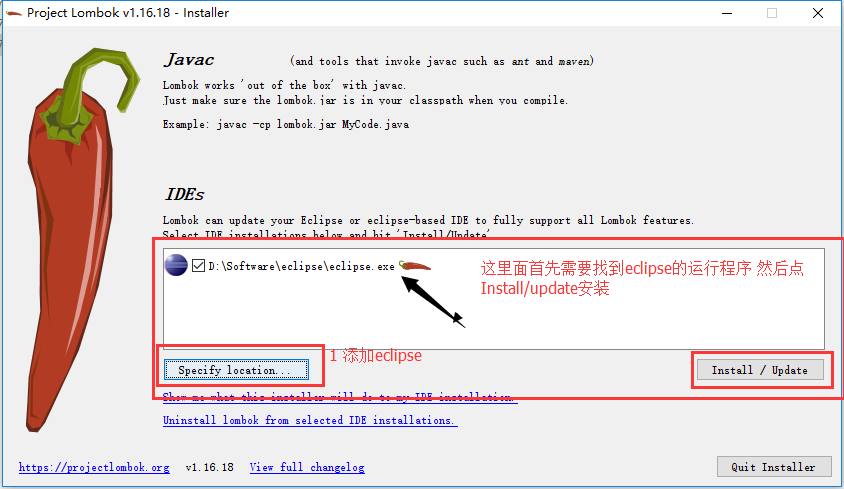 Project Lombok v1.16.18 - Installer
Javac (and tools that invoke javac such as ant and maven)
Lombok works 'out of the box' with javac.
Just make sure the lombok.jar is in your classpath when you compile.
Example: javac -cp lombok.jar MyCode.java
IDEs
Lombok can update your Eclipse or eclipse-based IDE to fully support all Lombok features.
Select IDE installations below and hit 'Install/Update'.
D:\Software\eclipse\eclipse.exe
这里面首先需要找到eclipse的运行程序 然后点
Install/update安装
1 添加eclipse
Specify location...
Install / Update
Show me what this installer will do to my IDE installation.
Uninstall lombok from selected IDE installations.
https://projectlombok.org v1.16.18 View full changelog
Quit Installer